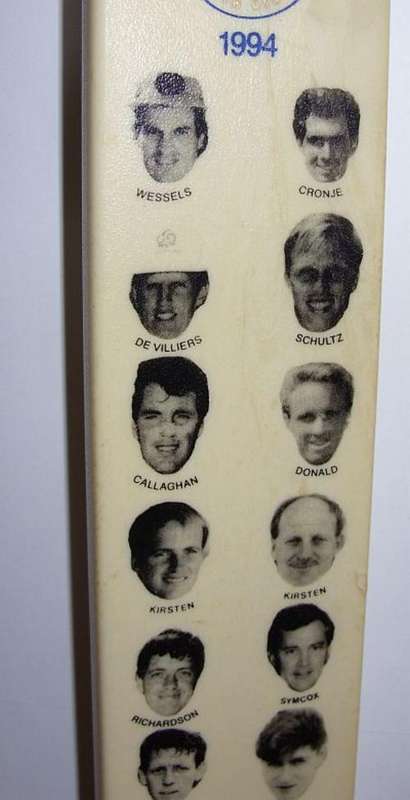 1994
WESSELS
CRONJE
DE VILLIERS
SCHULTZ
CALLAGHAN
DONALD
KIRSTEN
KIRSTEN
RICHARDSON
SYMCOX